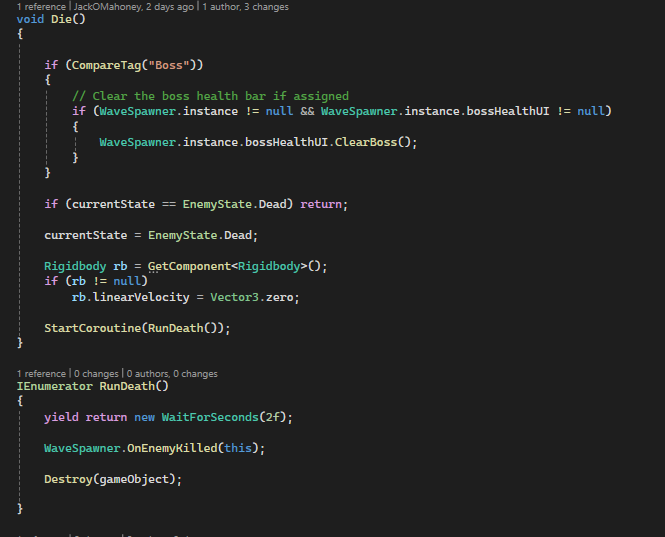 1 reference | JackOMahoney, 2 days ago | 1 author, 3 changes
void Die()
{
if (CompareTag("Boss"))
{
// Clear the boss health bar if assigned
if (WaveSpawner.instance != null && WaveSpawner.instance.bossHealthUI != null)
{
WaveSpawner.instance.bossHealthUI.ClearBoss();
}
}
if (currentState == EnemyState.Dead) return;
currentState = EnemyState.Dead;
Rigidbody rb = GetComponent<Rigidbody>();
if (rb != null)
rb.linearVelocity = Vector3.zero;
StartCoroutine(RunDeath());
}
1 reference | 0 changes | 0 authors, 0 changes
IEnumerator RunDeath()
{
yield return new WaitForSeconds(2f);
WaveSpawner.OnEnemyKilled(this);
Destroy(gameObject);
}